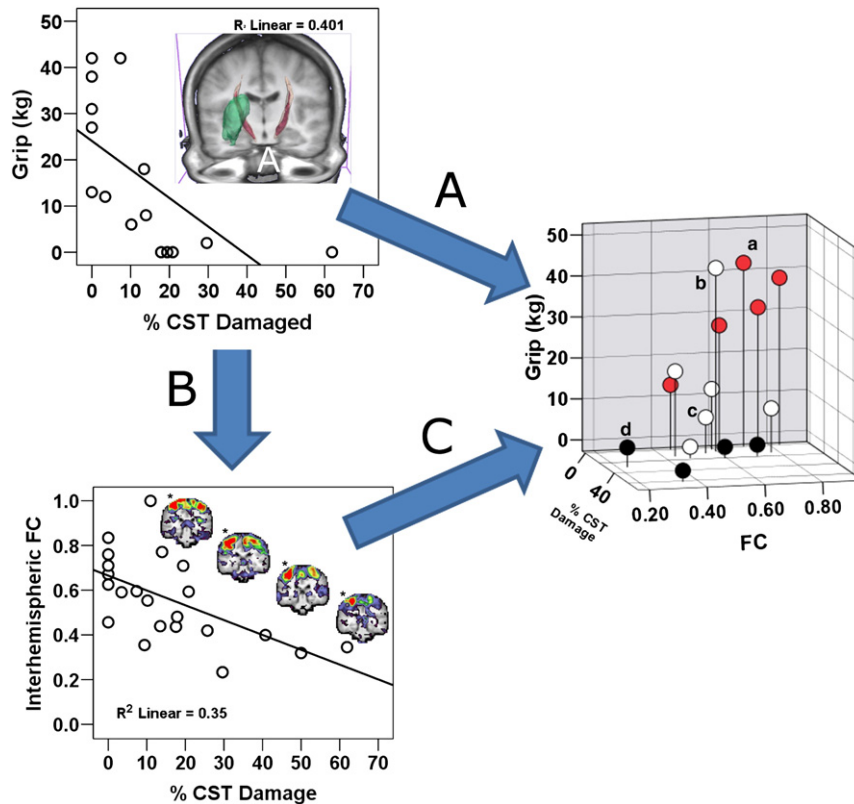 R² Linear = 0.401
50
40
30
20
10
0
Grip (kg)
A
0 10 20 30 40 50 60 70
% CST Damaged
A
B
C
50
40
30
20
10
0
Grip (kg)
a
b
c
d
0
40
% CST
Damage
0.20 0.40 0.60 0.80
FC
1.0
0.8
0.6
0.4
0.2
0.0
Interhemispheric FC
*
*
*
*
R² Linear = 0.35
0 10 20 30 40 50 60 70
% CST Damage